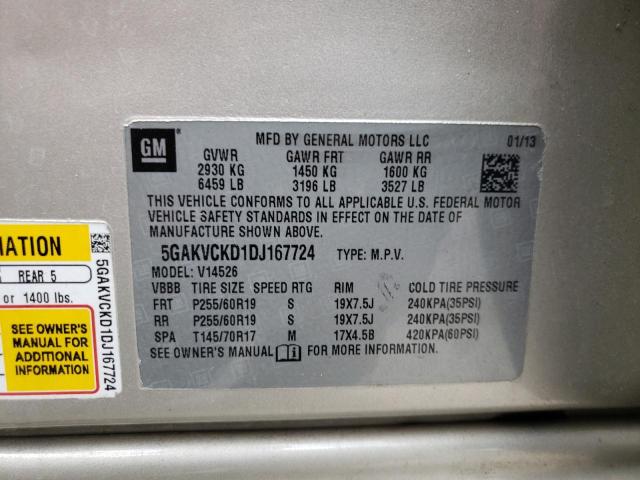 GM
MFD BY GENERAL MOTORS LLC 01/13
GVWR GAWR FRT GAWR RR
2930 KG 1450 KG 1600 KG
6459 LB 3196 LB 3527 LB
THIS VEHICLE CONFORMS TO ALL APPLICABLE U.S. FEDERAL MOTOR
VEHICLE SAFETY STANDARDS IN EFFECT ON THE DATE OF
MANUFACTURE SHOWN ABOVE.
5GAKVCKD1DJ167724 TYPE: M.P.V.
MODEL: V14526
VBBB TIRE SIZE SPEED RTG RIM COLD TIRE PRESSURE
FRT P255/60R19 S 19X7.5J 240KPA(35PSI)
RR P255/60R19 S 19X7.5J 240KPA(35PSI)
SPA T145/70R17 M 17X4.5B 420KPA(60PSI)
SEE OWNER'S MANUAL FOR MORE INFORMATION.
REAR 5
or 1400 lbs.
SEE OWNER'S
MANUAL FOR
ADDITIONAL
INFORMATION
5GAKVCKD1DJ167724